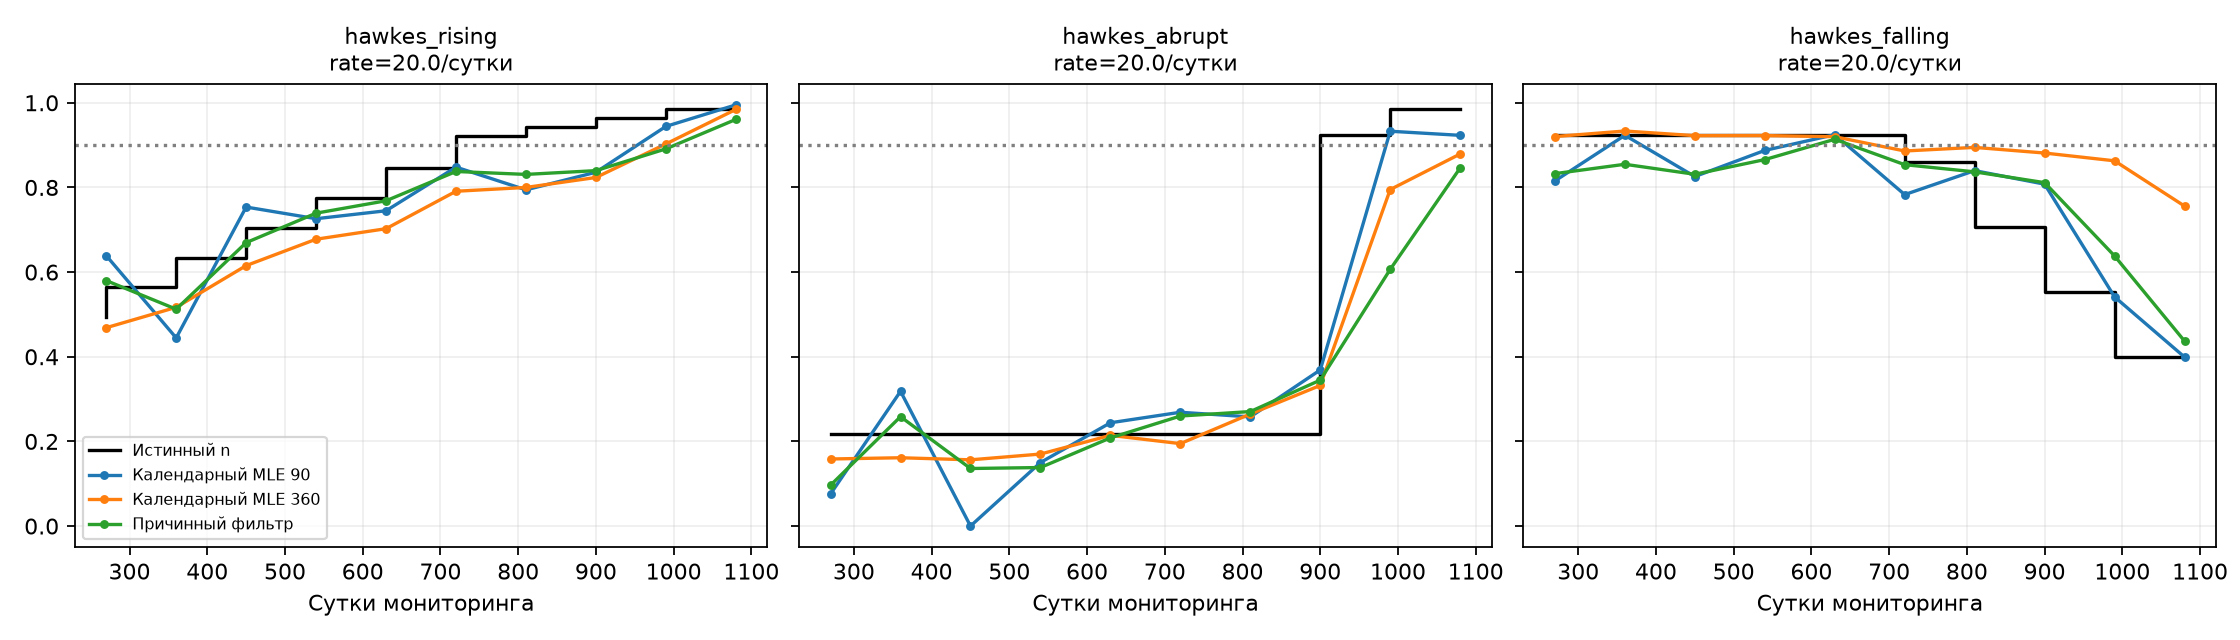 hawkes_rising
rate=20.0/сутки
1.0
0.8
0.6
0.4
0.2
0.0
Истинный n
Календарный MLE 90
Календарный MLE 360
Причинный фильтр
300 400 500 600 700 800 900 1000 1100
Сутки мониторинга
hawkes_abrupt
rate=20.0/сутки
300 400 500 600 700 800 900 1000 1100
Сутки мониторинга
hawkes_falling
rate=20.0/сутки
300 400 500 600 700 800 900 1000 1100
Сутки мониторинга